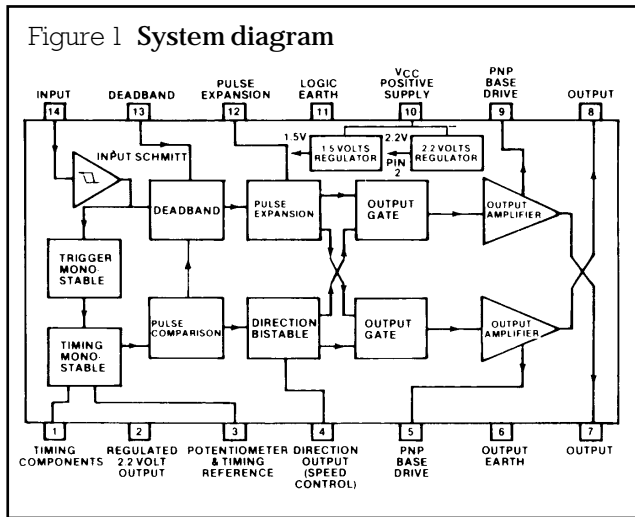 Figure 1 System diagram
INPUT
DEADBAND
PULSE
EXPANSION
LOGIC
EARTH
VCC
POSITIVE
SUPPLY
PNP
BASE
DRIVE
OUTPUT
14
13
12
11
10
9
8
INPUT SCHMITT
1.5V
1.5 VOLTS
REGULATOR
2.2V
PIN
2
2.2 VOLTS
REGULATOR
DEADBAND
PULSE
EXPANSION
OUTPUT
GATE
OUTPUT
AMPLIFIER
TRIGGER
MONO-
STABLE
TIMING
MONO-
STABLE
PULSE
COMPARISON
DIRECTION
BISTABLE
OUTPUT
GATE
OUTPUT
AMPLIFIER
1
2
3
4
5
6
7
TIMING
COMPONENTS
REGULATED
2.2 VOLT
OUTPUT
POTENTIOMETER
& TIMING
REFERENCE
DIRECTION
OUTPUT
(SPEED
CONTROL)
PNP
BASE
DRIVE
OUTPUT
EARTH
OUTPUT